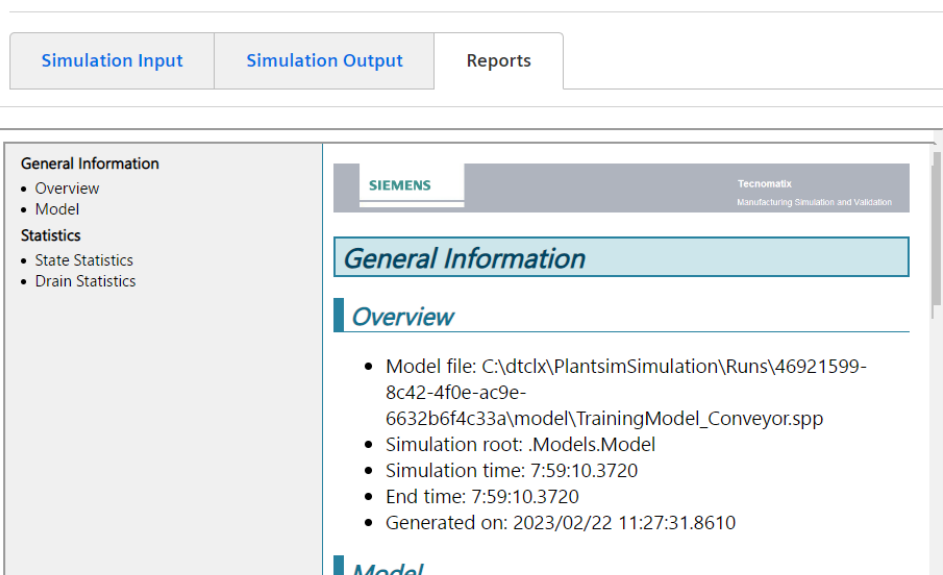 Simulation Input
Simulation Output
Reports
General Information
• Overview
• Model
Statistics
• State Statistics
• Drain Statistics
SIEMENS
Tecnomatix
Manufacturing Simulation and Validation
General Information
Overview
• Model file: C:\dtclx\PlantsimSimulation\Runs\46921599-
8c42-4f0e-ac9e-
6632b6f4c33a\model\TrainingModel_Conveyor.spp
• Simulation root: .Models.Model
• Simulation time: 7:59:10.3720
• End time: 7:59:10.3720
• Generated on: 2023/02/22 11:27:31.8610
Model